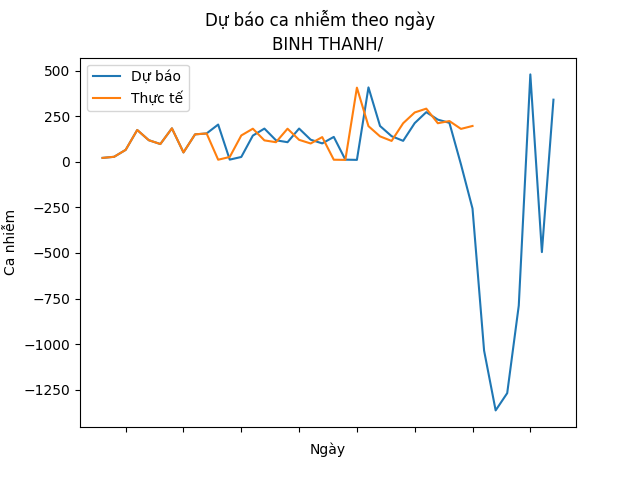 Dự báo ca nhiễm theo ngày
BINH THANH/
Dự báo
Thực tế
500
250
0
−250
−500
−750
−1000
−1250
Ca nhiễm
Ngày